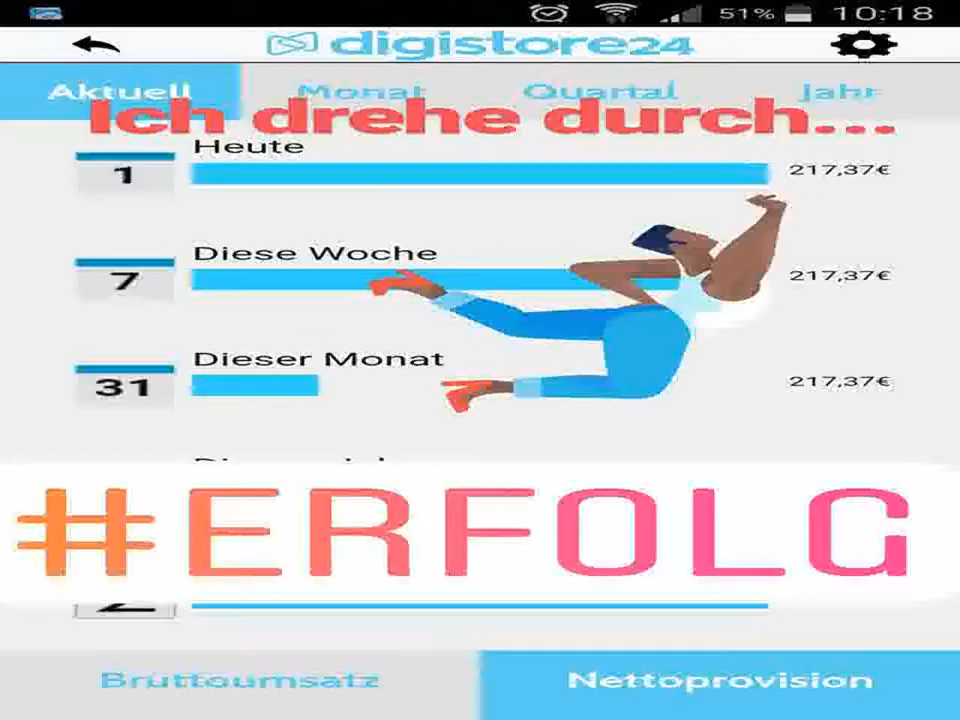 51% 10:18
digistore24
Aktuell Monat Quartal Jahr
Ich drehe durch...
Heute
1 217,37€
Diese Woche
7 217,37€
Dieser Monat
31 217,37€
#ERFOLG
Bruttoumsatz Nettoprovision